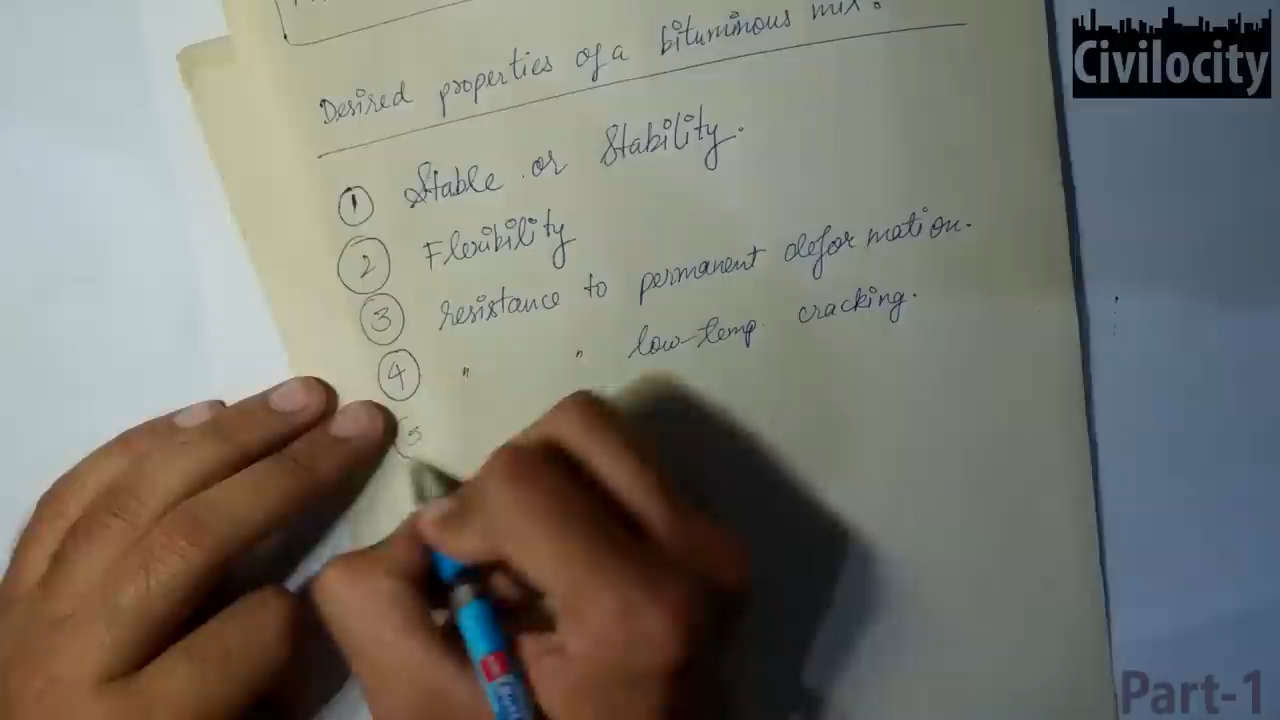 Civilocity
Desired properties of a bituminous mix.
1 Stable or Stability.
2 Flexibility
3 resistance to permanent deformation.
4 " " low-temp. cracking.
5
Part-1